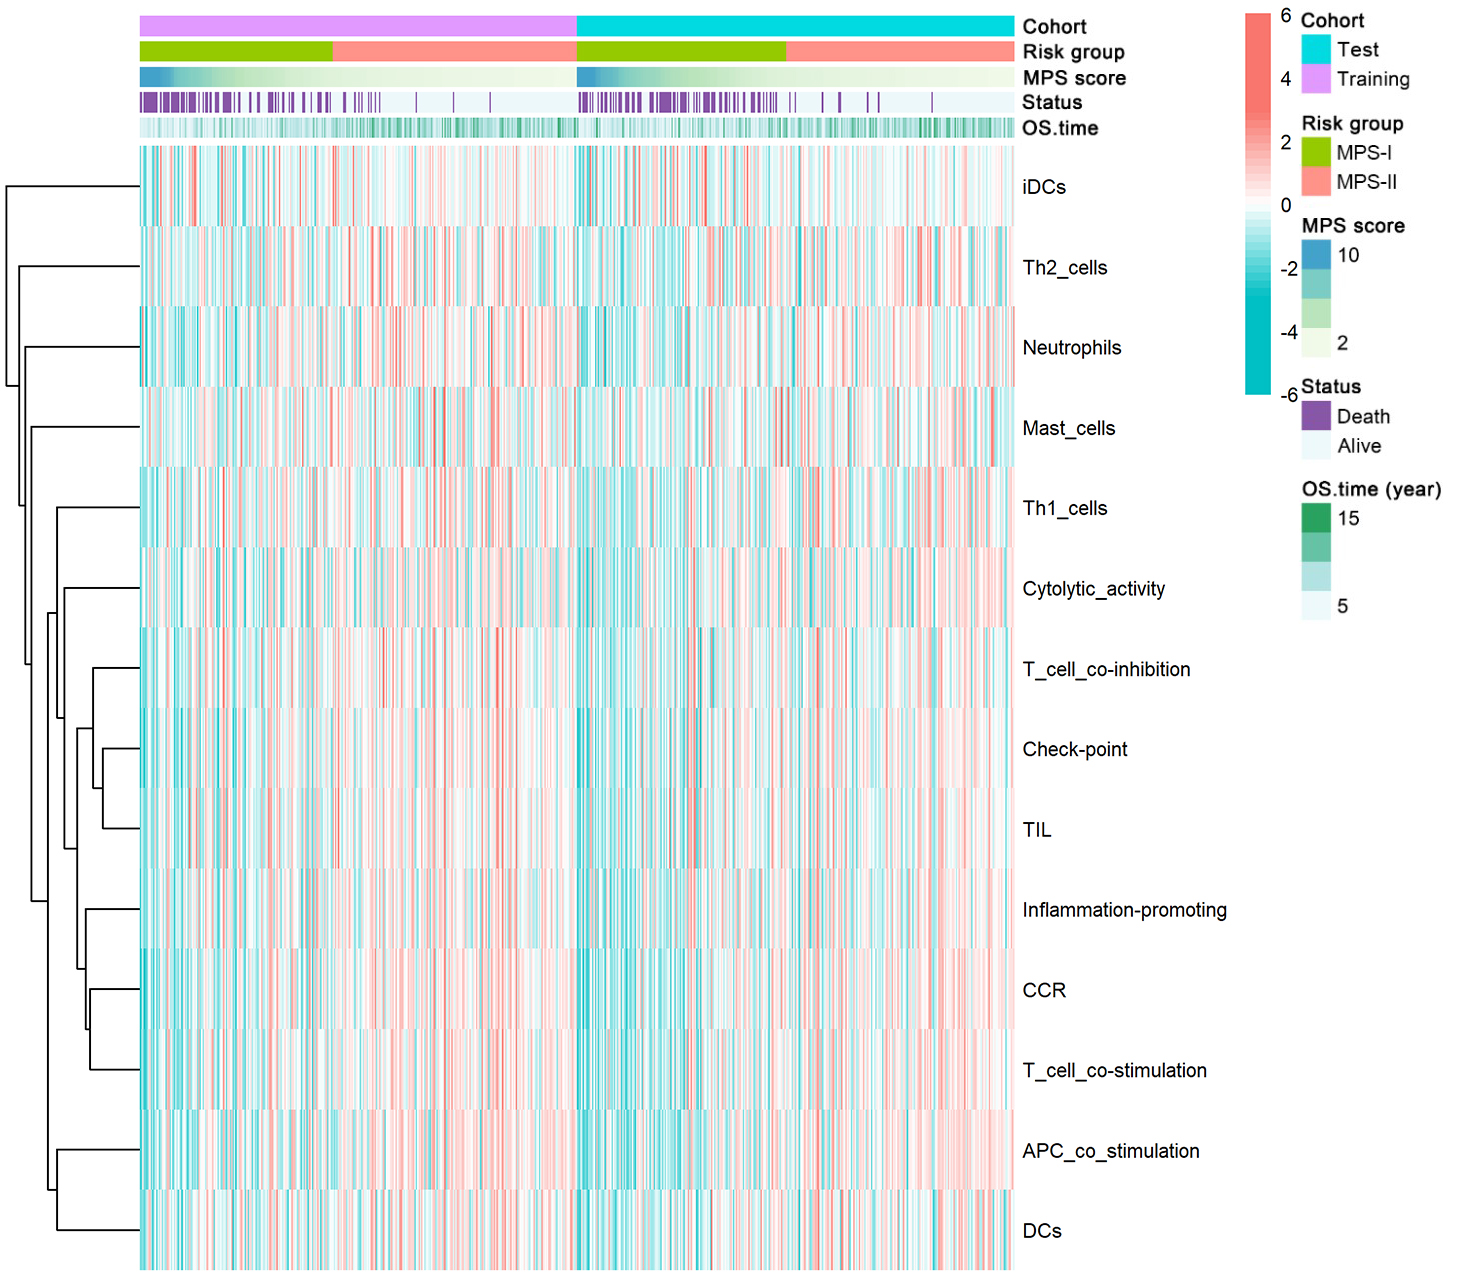 Cohort
Risk group
MPS score
Status
OS.time
iDCs
Th2_cells
Neutrophils
Mast_cells
Th1_cells
Cytolytic_activity
T_cell_co-inhibition
Check-point
TIL
Inflammation-promoting
CCR
T_cell_co-stimulation
APC_co_stimulation
DCs
6
4
2
0
-2
-4
-6
Cohort
Test
Training
Risk group
MPS-I
MPS-II
MPS score
10
2
Status
Death
Alive
OS.time (year)
15
5